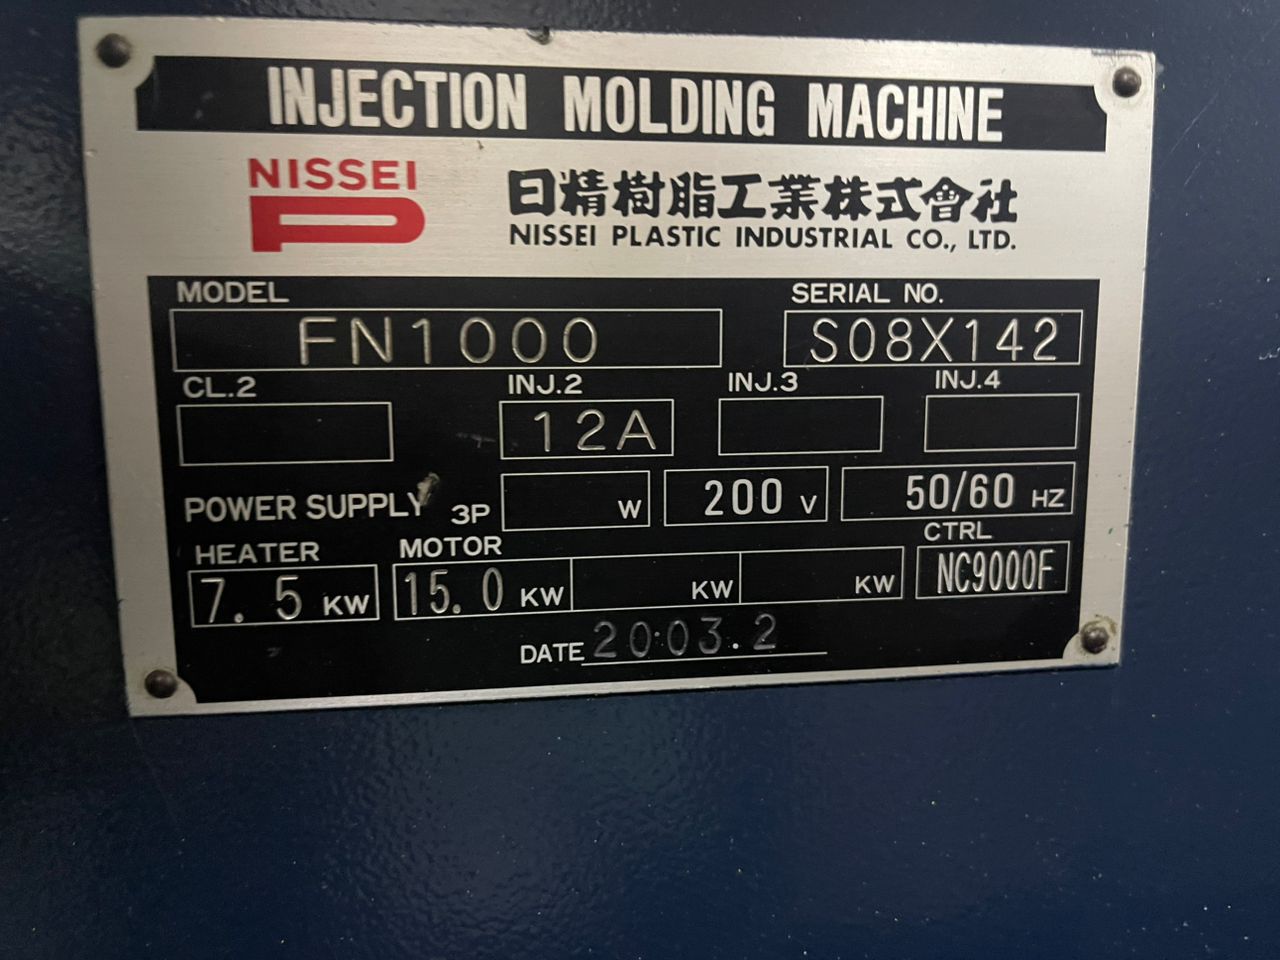 INJECTION MOLDING MACHINE
NISSEI
日精樹脂工業株式會社
NISSEI PLASTIC INDUSTRIAL CO., LTD.
MODEL SERIAL NO.
FN1000 S08X142
CL.2 INJ.2 INJ.3 INJ.4
12A
POWER SUPPLY 3P W 200 V 50/60 HZ
HEATER MOTOR CTRL
7.5 KW 15.0 KW KW KW NC9000F
DATE 2003.2